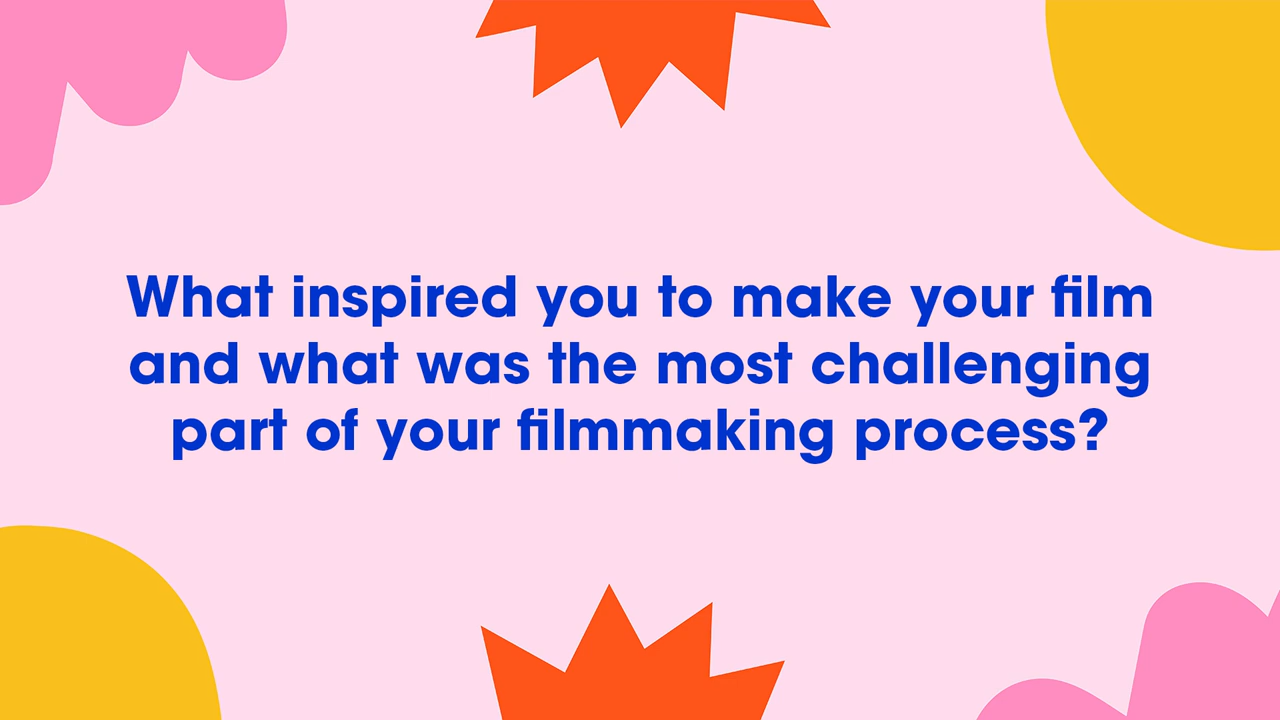 What inspired you to make your film
and what was the most challenging
part of your filmmaking process?